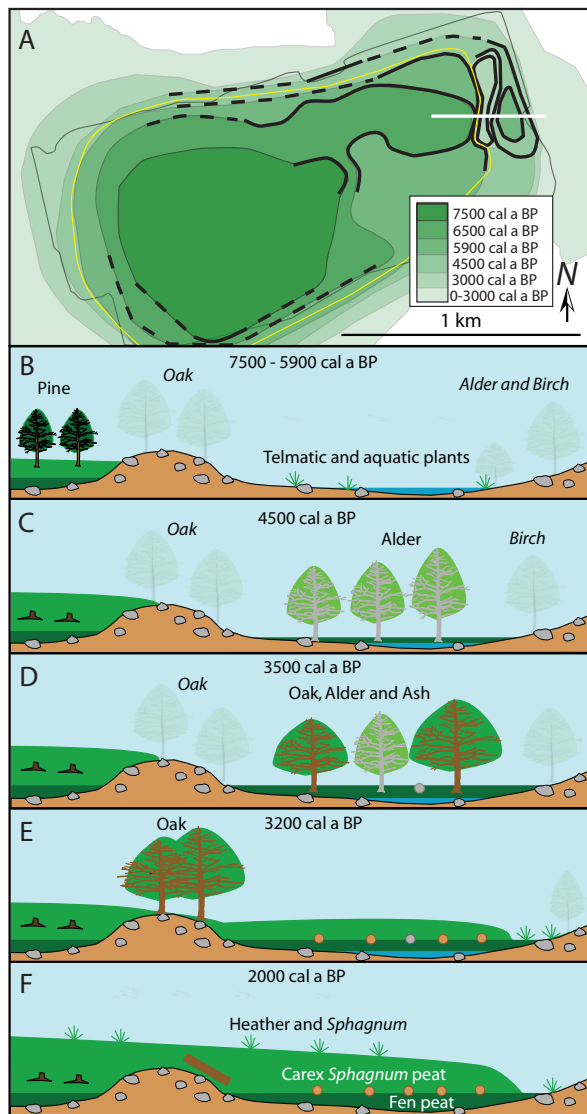 A
7500 cal a BP
6500 cal a BP
5900 cal a BP
4500 cal a BP
3000 cal a BP
0-3000 cal a BP
N
1 km
B
7500 - 5900 cal a BP
Pine
Oak
Alder and Birch
Telmatic and aquatic plants
C
4500 cal a BP
Oak
Alder
Birch
D
3500 cal a BP
Oak
Oak, Alder and Ash
E
Oak
3200 cal a BP
F
2000 cal a BP
Heather and Sphagnum
Carex Sphagnum peat
Fen peat